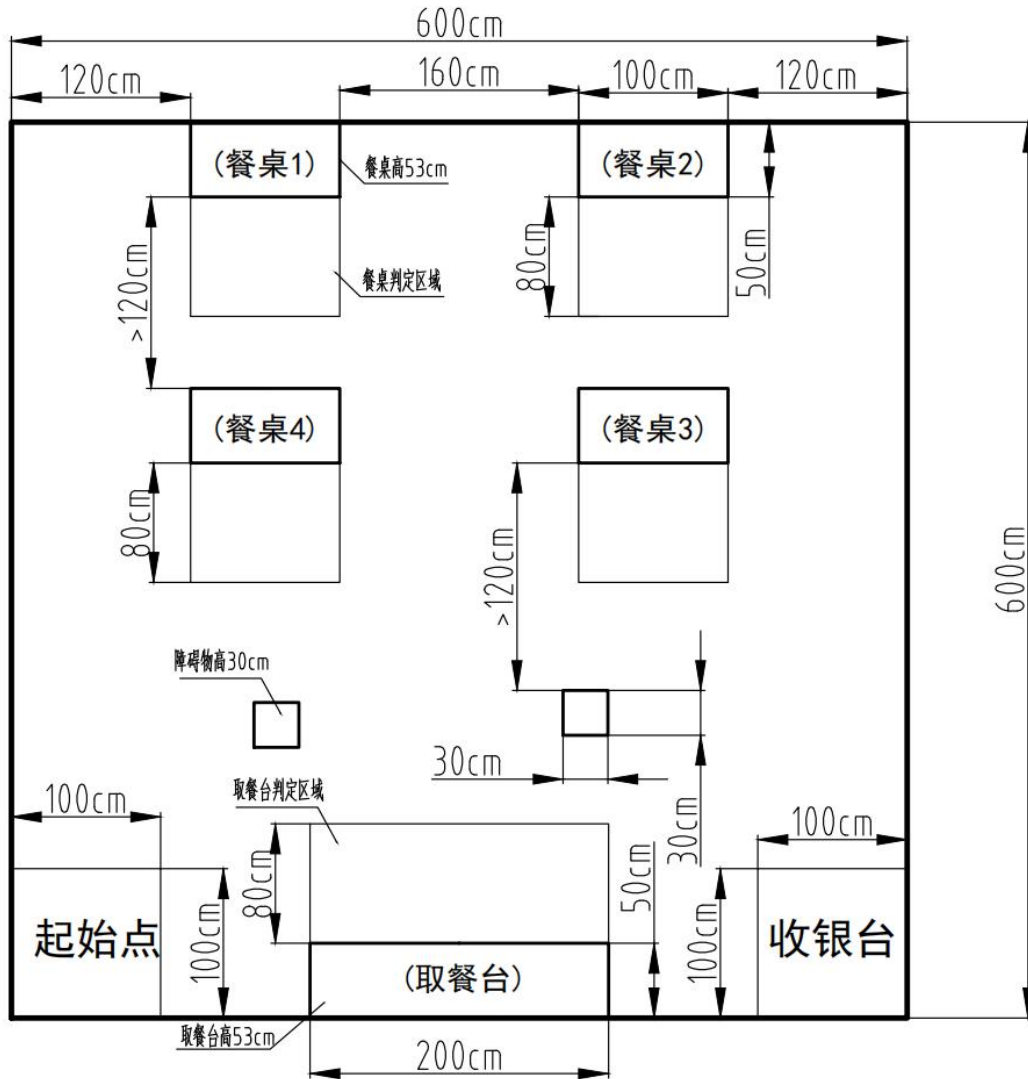 600cm
120cm
160cm
100cm
120cm
(餐桌1)
餐桌高53cm
(餐桌2)
餐桌判定区域
80cm
50cm
>120cm
(餐桌4)
(餐桌3)
80cm
>120cm
600cm
障碍物高30cm
30cm
30cm
取餐台判定区域
100cm
100cm
80cm
50cm
起始点
100cm
(取餐台)
100cm
收银台
取餐台高53cm
200cm